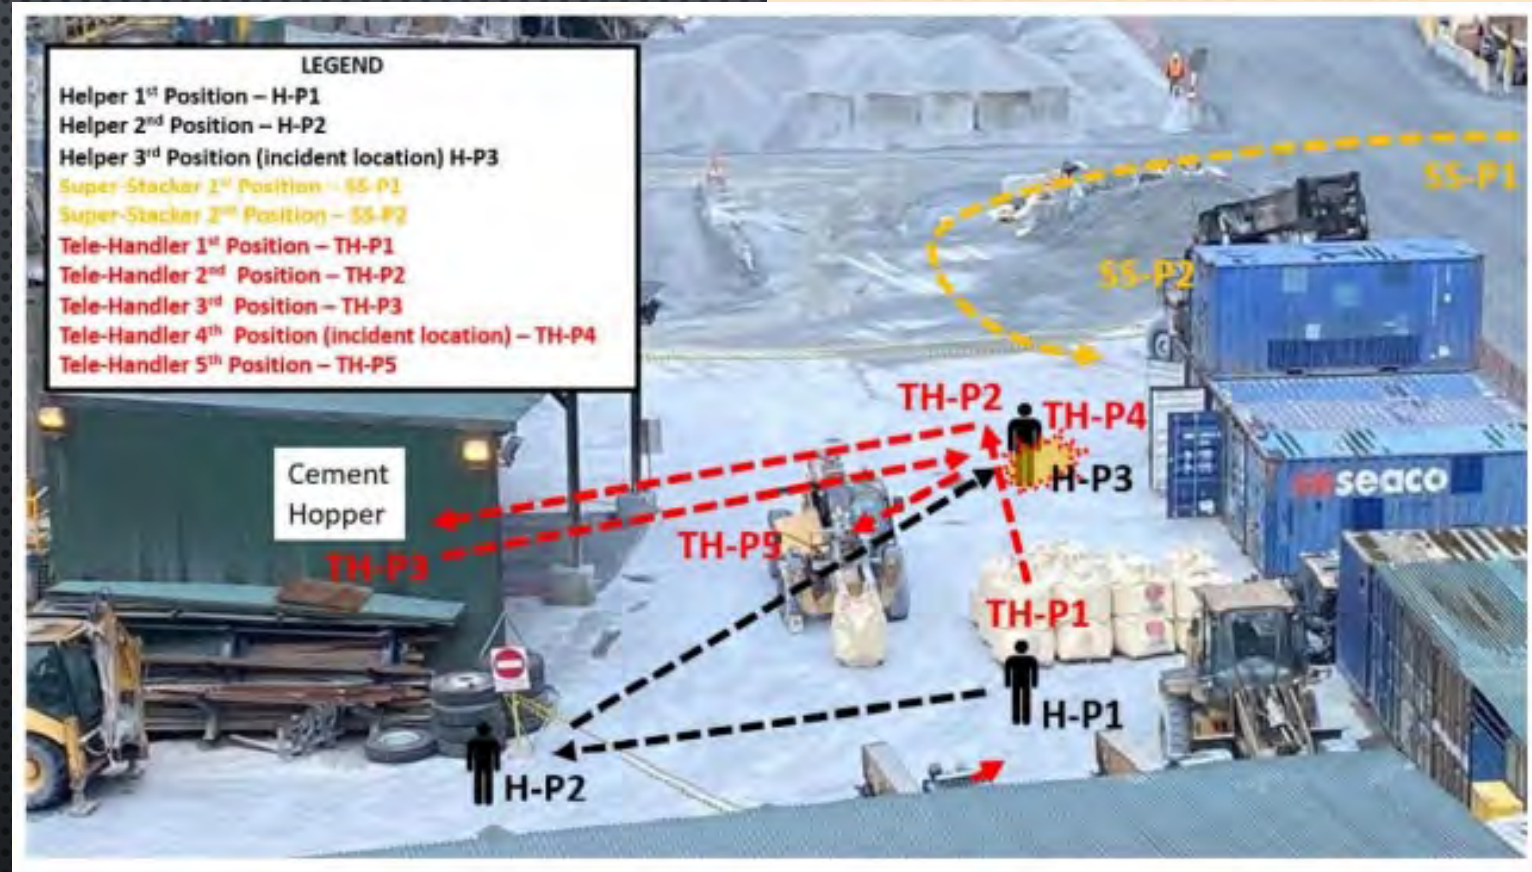 LEGEND
Helper 1st Position – H-P1
Helper 2nd Position – H-P2
Helper 3rd Position (incident location) H-P3
Super-Stacker 1st Position – SS-P1
Super-Stacker 2nd Position – SS-P2
Tele-Handler 1st Position – TH-P1
Tele-Handler 2nd Position – TH-P2
Tele-Handler 3rd Position – TH-P3
Tele-Handler 4th Position (incident location) – TH-P4
Tele-Handler 5th Position – TH-P5
SS-P1
SS-P2
TH-P2
TH-P4
H-P3
seaco
Cement
Hopper
TH-P5
TH-P3
TH-P1
H-P1
H-P2